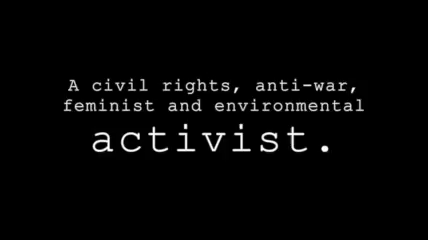 A civil rights, anti-war,
feminist and environmental
activist.